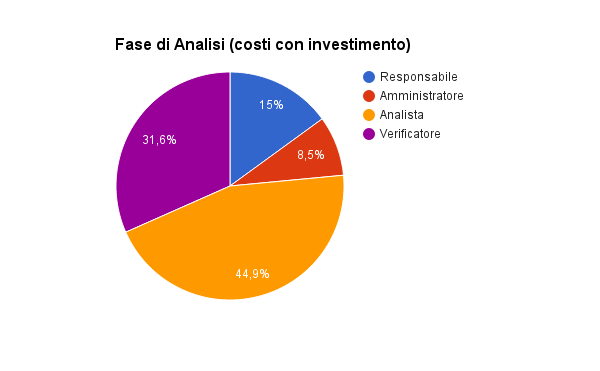 Fase di Analisi (costi con investimento)
Responsabile
Amministratore
Analista
Verificatore
15%
8,5%
31,6%
44,9%